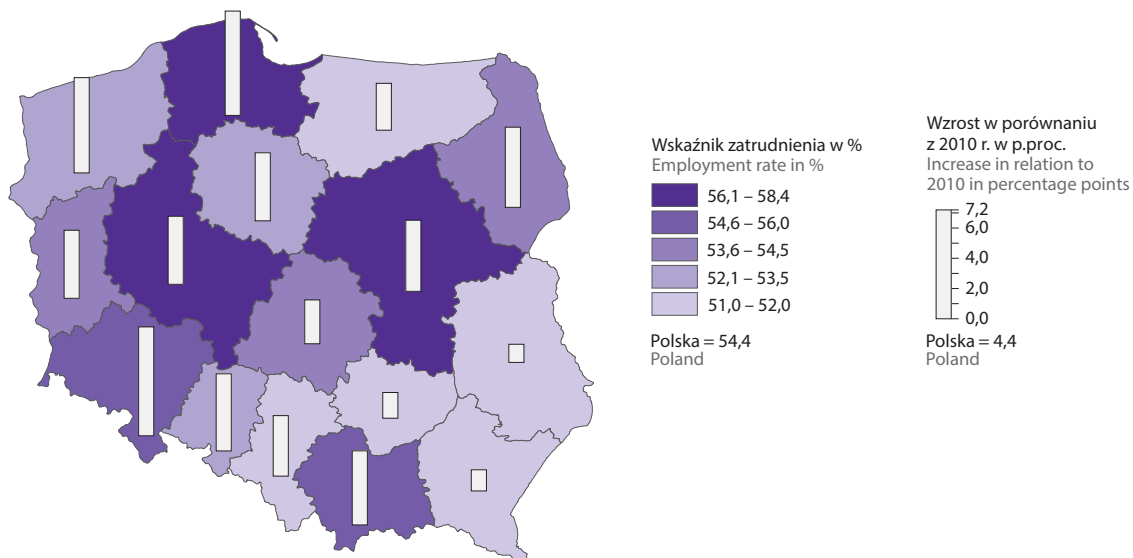 Wskaźnik zatrudnienia w %
Employment rate in %
56,1 – 58,4
54,6 – 56,0
53,6 – 54,5
52,1 – 53,5
51,0 – 52,0
Polska = 54,4
Poland
Wzrost w porównaniu
z 2010 r. w p.proc.
Increase in relation to
2010 in percentage points
7,2
6,0
4,0
2,0
0,0
Polska = 4,4
Poland